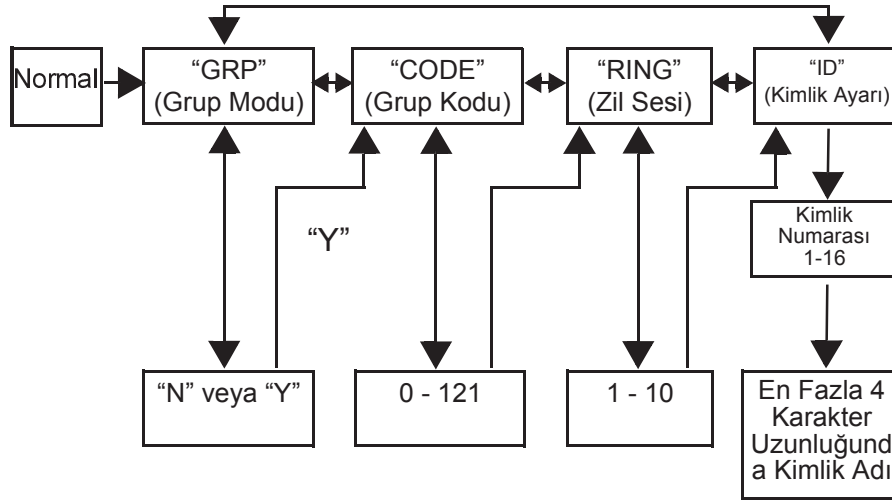 Normal
“GRP”
(Grup Modu)
“CODE”
(Grup Kodu)
“RING”
(Zil Sesi)
“ID”
(Kimlik Ayarı)
“Y”
Kimlik
Numarası
1-16
“N” veya “Y”
0 - 121
1 - 10
En Fazla 4
Karakter
Uzunluğund
a Kimlik Adı